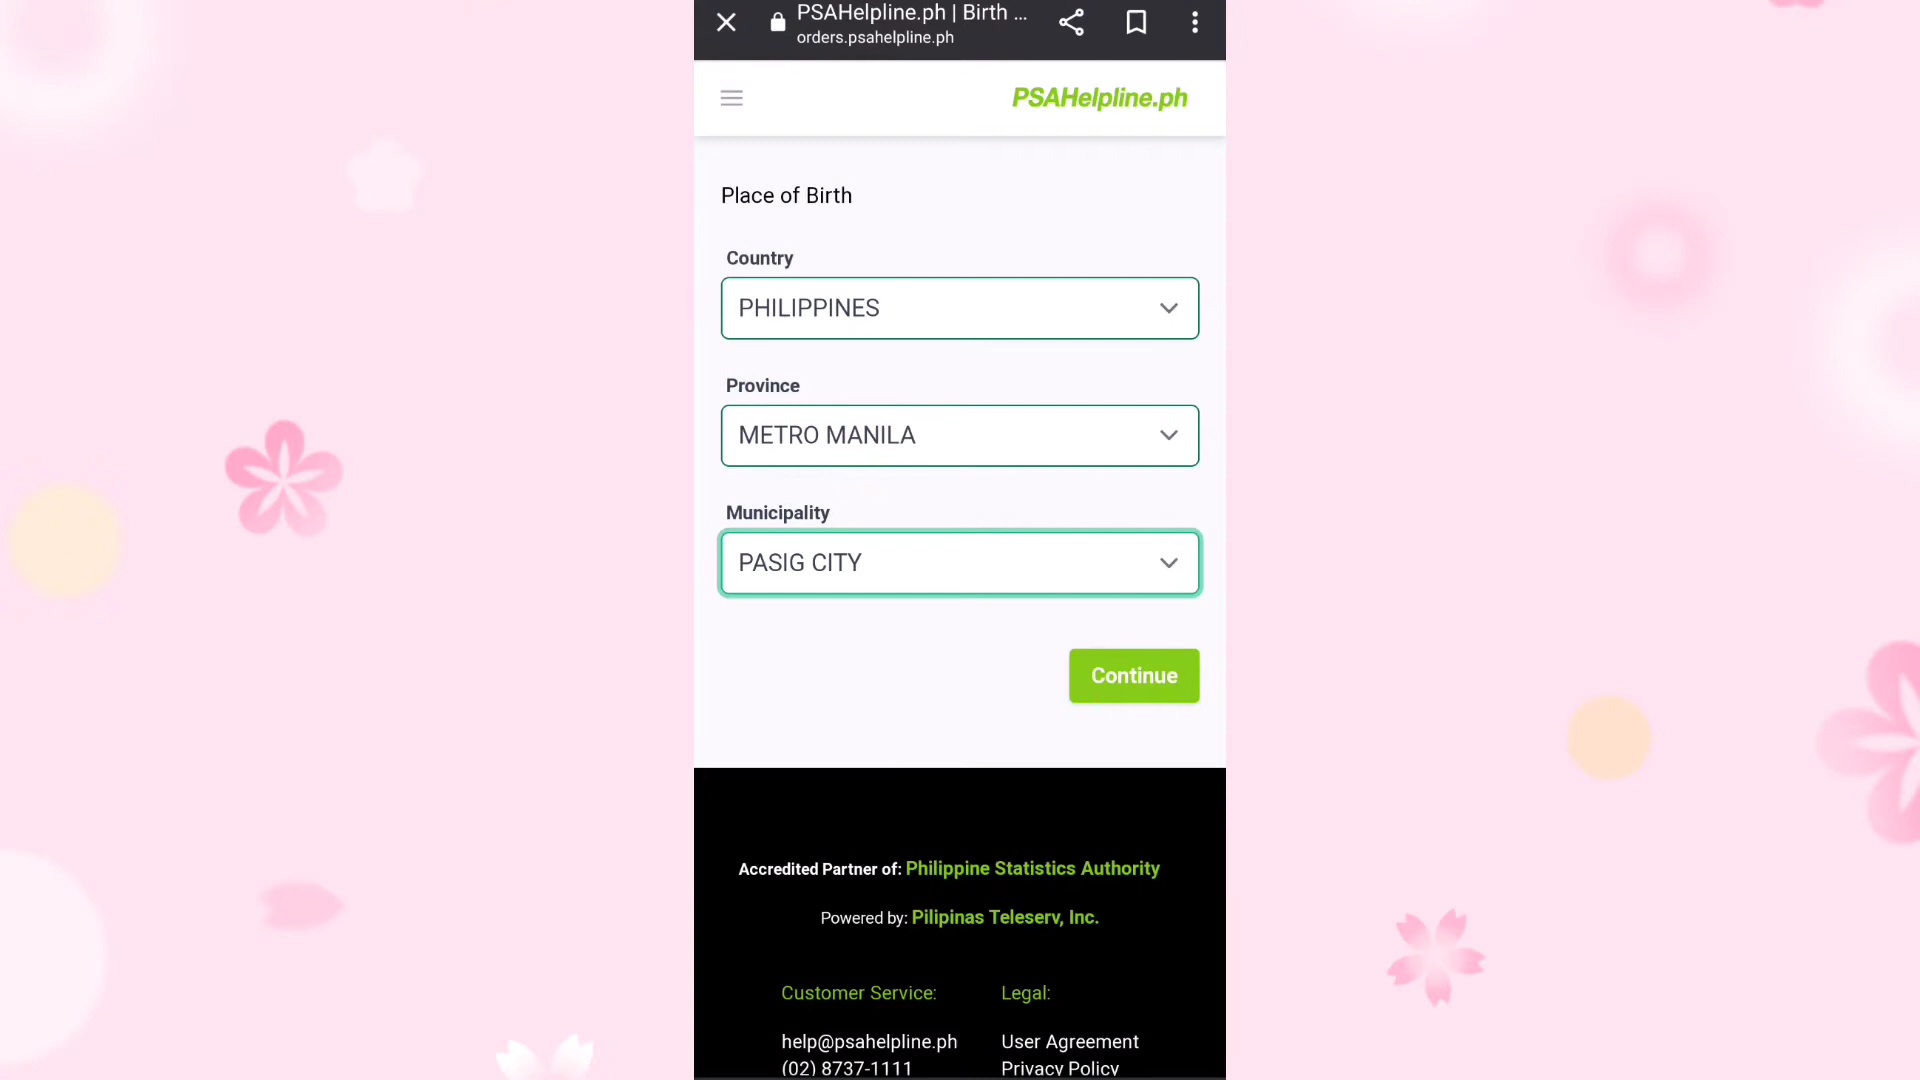 PSAHelpline.ph | Birth ...
orders.psahelpline.ph
PSAHelpline.ph
Place of Birth
Country
PHILIPPINES
Province
METRO MANILA
Municipality
PASIG CITY
Continue
Accredited Partner of: Philippine Statistics Authority
Powered by: Pilipinas Teleserv, Inc.
Customer Service:
help@psahelpline.ph
(02) 8737-1111
Legal:
User Agreement
Privacy Policy